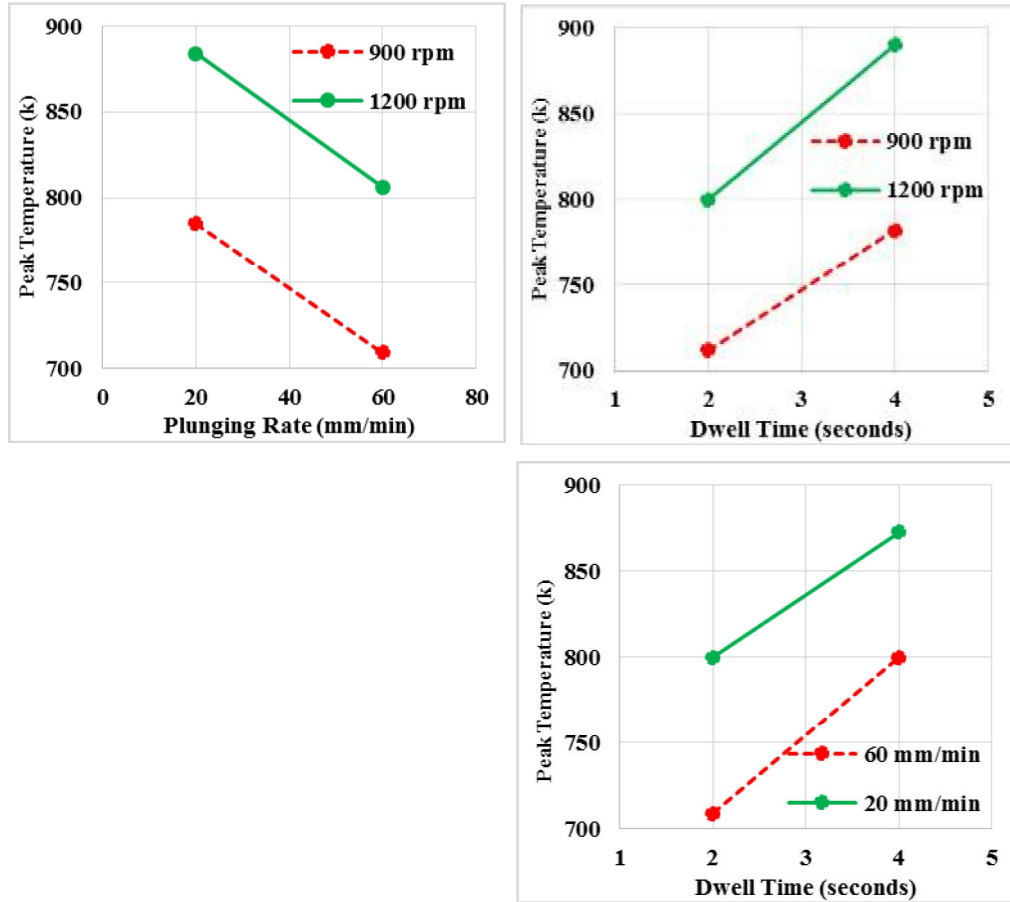 900
850
800
750
700
Peak Temperature (k)
900 rpm
1200 rpm
0 20 40 60 80
Plunging Rate (mm/min)
900
850
800
750
700
Peak Temperature (k)
900 rpm
1200 rpm
1 2 3 4 5
Dwell Time (seconds)
900
850
800
750
700
Peak Temperature (k)
60 mm/min
20 mm/min
1 2 3 4 5
Dwell Time (seconds)